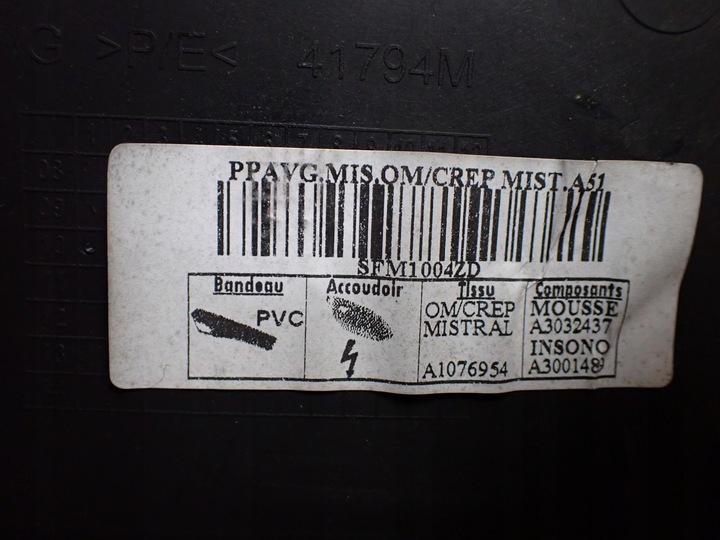 G >P/E< 41794M
PPAVG.MIS.OM/CREP MIST.A51
SFM1004ZD
Bandeau Accoudoir Tissu Composants
PVC OM/CREP MOUSSE
MISTRAL A3032437
INSONO
A1076954 A3001489